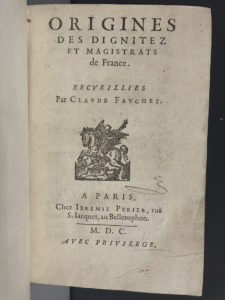 ORIGINES
DES DIGNITEZ
ET MAGISTRATS
de France.
RECVEILLIES
Par CLAVDE FAVCHET.
A PARIS,
Chez IEREMIE PERIER, ruë
S. Iacques, au Bellerophon.
M. D. C.
AVEC PRIVILEGE.